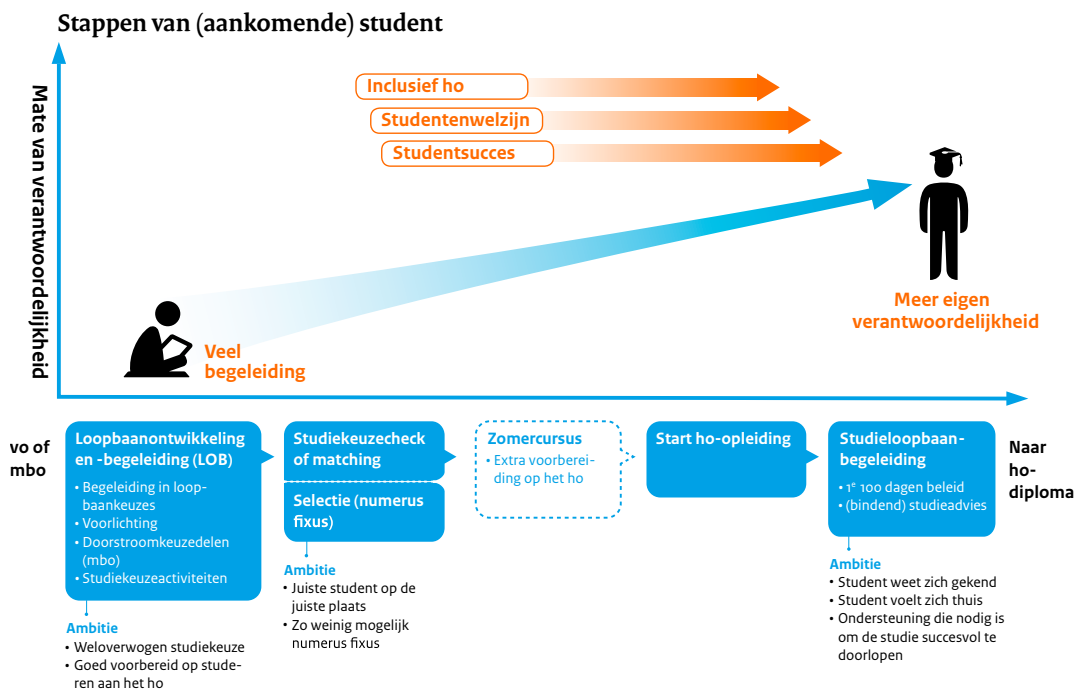 Stappen van (aankomende) student
Mate van verantwoordelijkheid
Inclusief ho
Studentenwelzijn
Studentsucces
Veel
begeleiding
Meer eigen
verantwoordelijkheid
vo of
mbo
Loopbaanontwikkeling
en -begeleiding (LOB)
• Begeleiding in loop-
baankeuzes
• Voorlichting
• Doorstroomkeuzedelen
(mbo)
• Studiekeuzeactiviteiten
Ambitie
• Weloverwogen studiekeuze
• Goed voorbereid op stude-
ren aan het ho
Studiekeuzecheck
of matching
Selectie (numerus
fixus)
Ambitie
• Juiste student op de
juiste plaats
• Zo weinig mogelijk
numerus fixus
Zomercursus
• Extra voorberei-
ding op het ho
Start ho-opleiding
Studieloopbaan-
begeleiding
• 1e 100 dagen beleid
• (bindend) studieadvies
Ambitie
• Student weet zich gekend
• Student voelt zich thuis
• Ondersteuning die nodig is
om de studie succesvol te
doorlopen
Naar
ho-
diploma